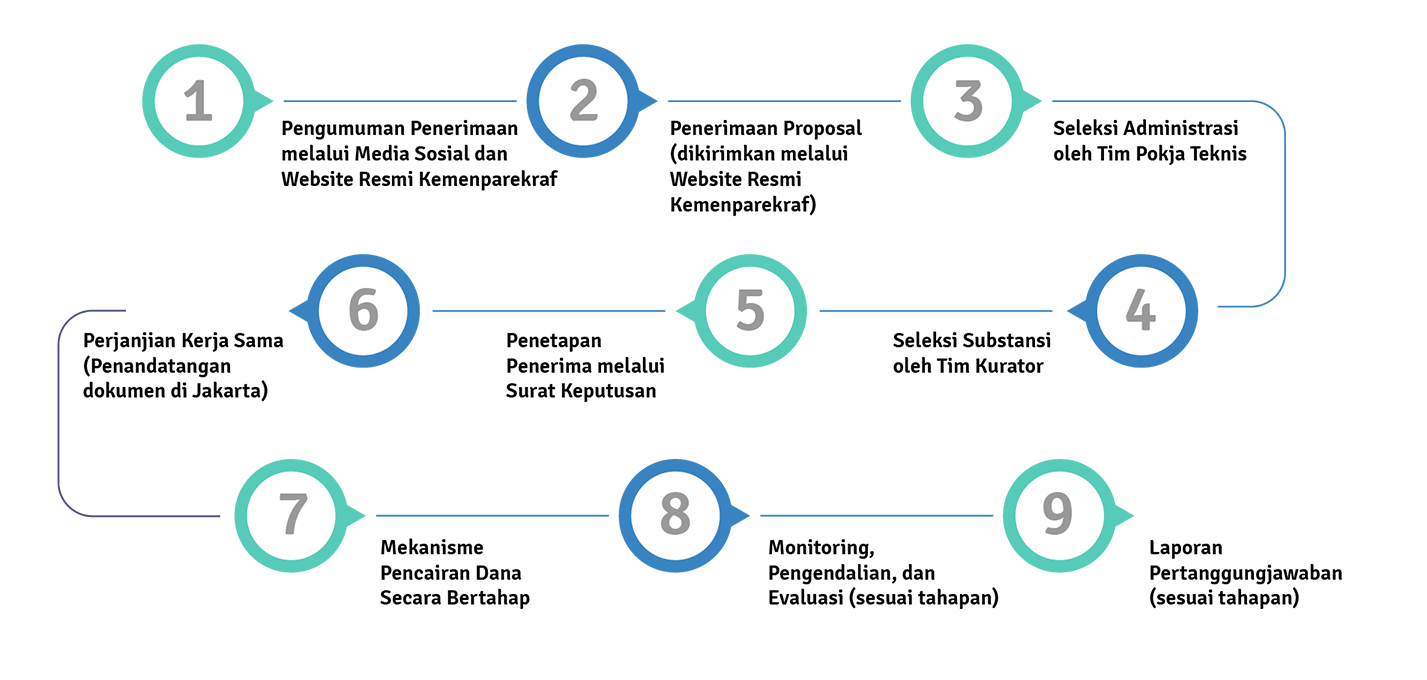 1
Pengumuman Penerimaan
melalui Media Sosial dan
Website Resmi Kemenparekraf
2
Penerimaan Proposal
(dikirimkan melalui
Website Resmi
Kemenparekraf)
3
Seleksi Administrasi
oleh Tim Pokja Teknis
4
Seleksi Substansi
oleh Tim Kurator
5
Penetapan
Penerima melalui
Surat Keputusan
6
Perjanjian Kerja Sama
(Penandatangan
dokumen di Jakarta)
7
Mekanisme
Pencairan Dana
Secara Bertahap
8
Monitoring,
Pengendalian, dan
Evaluasi (sesuai tahapan)
9
Laporan
Pertanggungjawaban
(sesuai tahapan)